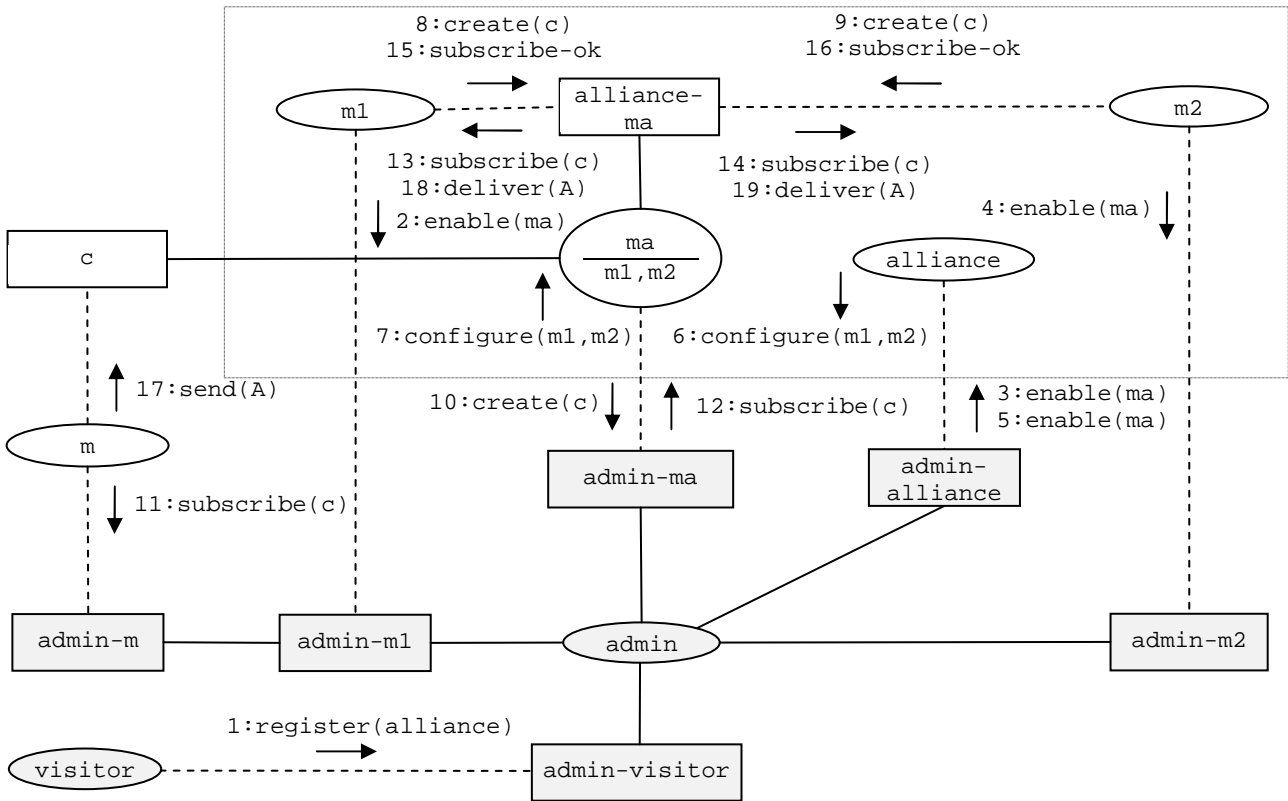 8:create(c)
15:subscribe-ok
9:create(c)
16:subscribe-ok
m1
alliance-
ma
m2
13:subscribe(c)
18:deliver(A)
14:subscribe(c)
19:deliver(A)
2:enable(ma)
4:enable(ma)
c
ma
m1,m2
alliance
7:configure(m1,m2)
6:configure(m1,m2)
17:send(A)
10:create(c)
12:subscribe(c)
3:enable(ma)
5:enable(ma)
m
admin-ma
admin-
alliance
11:subscribe(c)
admin-m
admin-m1
admin
admin-m2
1:register(alliance)
visitor
admin-visitor